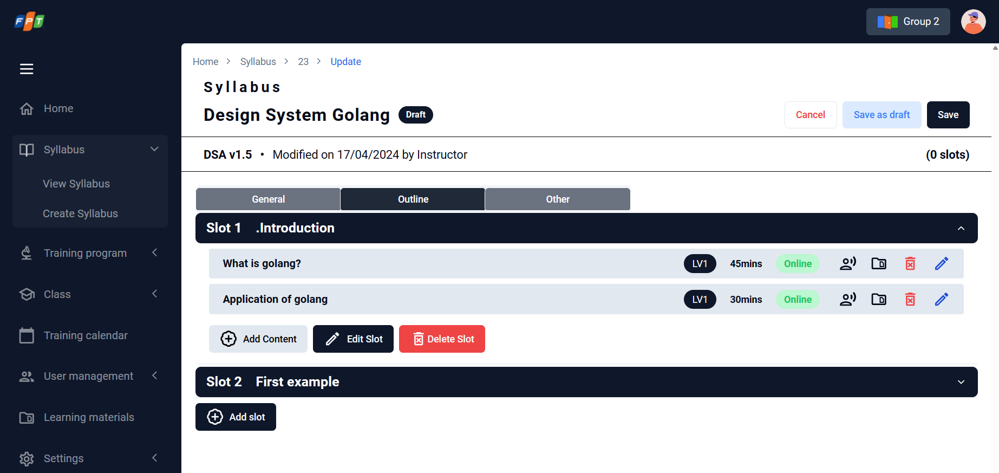 FPT
Group 2
Home
Syllabus
View Syllabus
Create Syllabus
Training program
Class
Training calendar
User management
Learning materials
Settings
Home > Syllabus > 23 > Update
Syllabus
Design System Golang Draft
Cancel Save as draft Save
DSA v1.5 • Modified on 17/04/2024 by Instructor (0 slots)
General Outline Other
Slot 1 .Introduction
What is golang? LV1 45mins Online
Application of golang LV1 30mins Online
Add Content Edit Slot Delete Slot
Slot 2 First example
Add slot